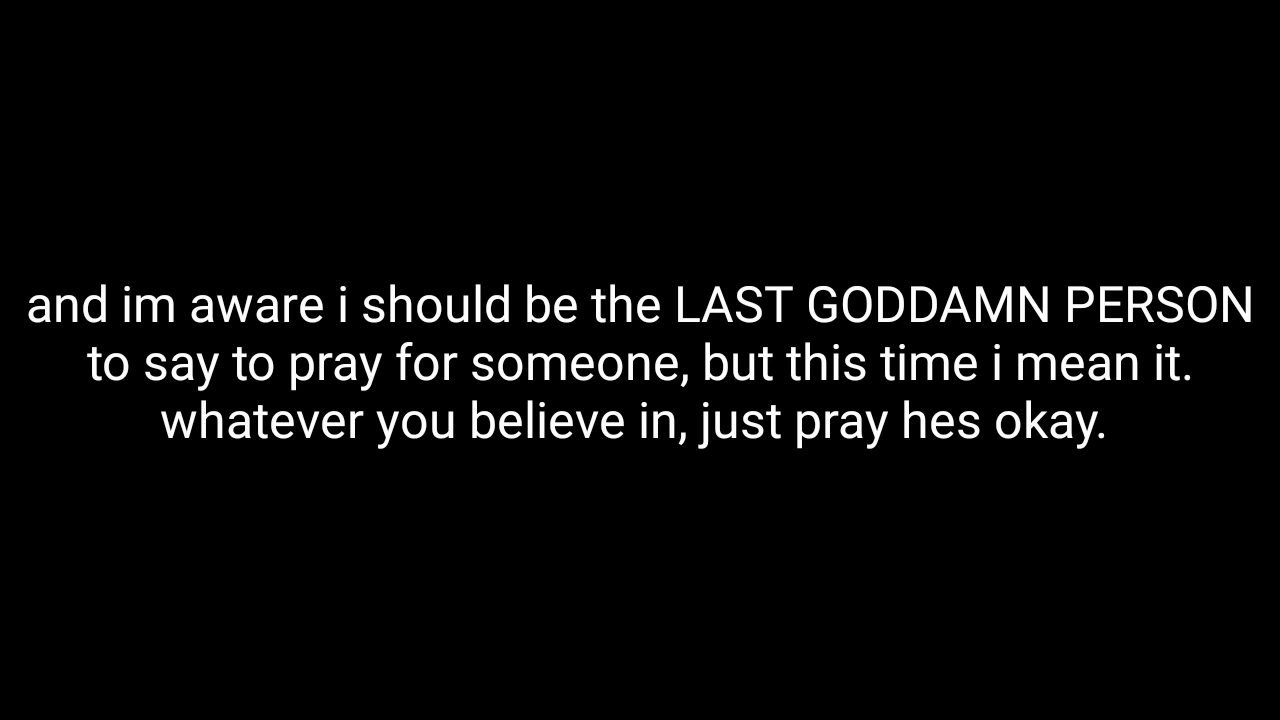 and im aware i should be the LAST GODDAMN PERSON
to say to pray for someone, but this time i mean it.
whatever you believe in, just pray hes okay.